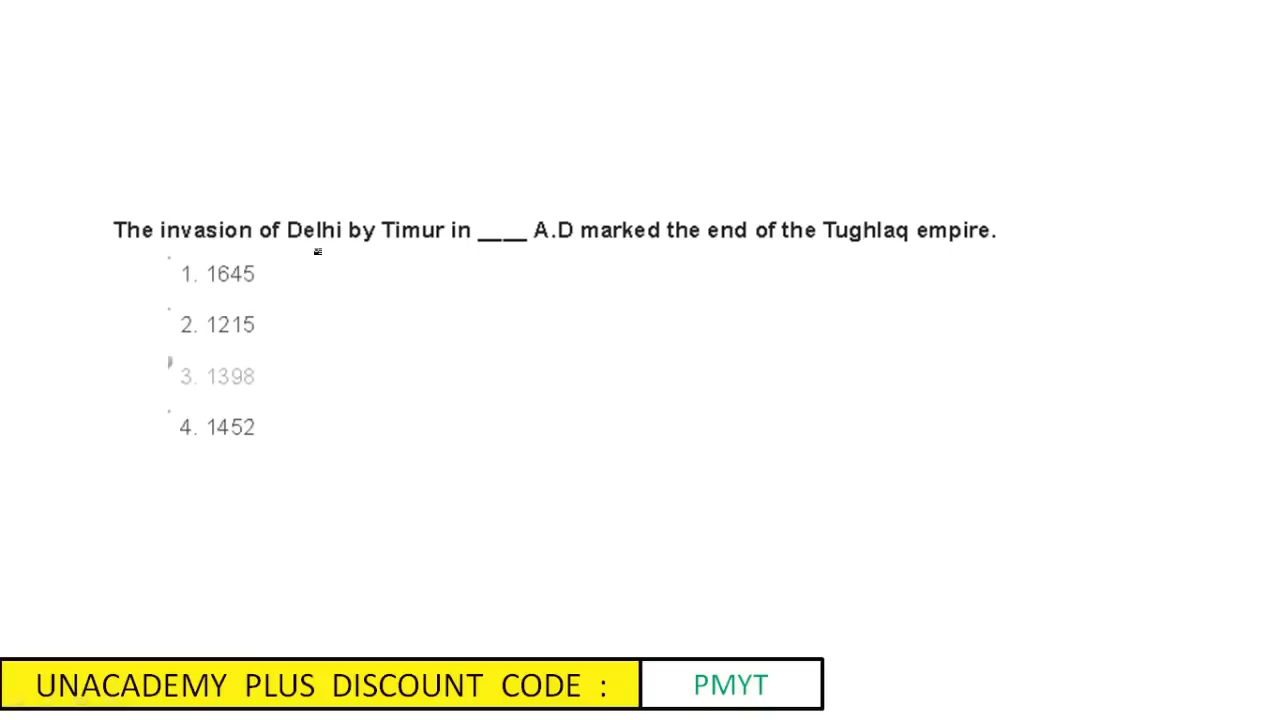 The invasion of Delhi by Timur in ____ A.D marked the end of the Tughlaq empire.
1. 1645
2. 1215
3. 1398
4. 1452
UNACADEMY PLUS DISCOUNT CODE : PMYT